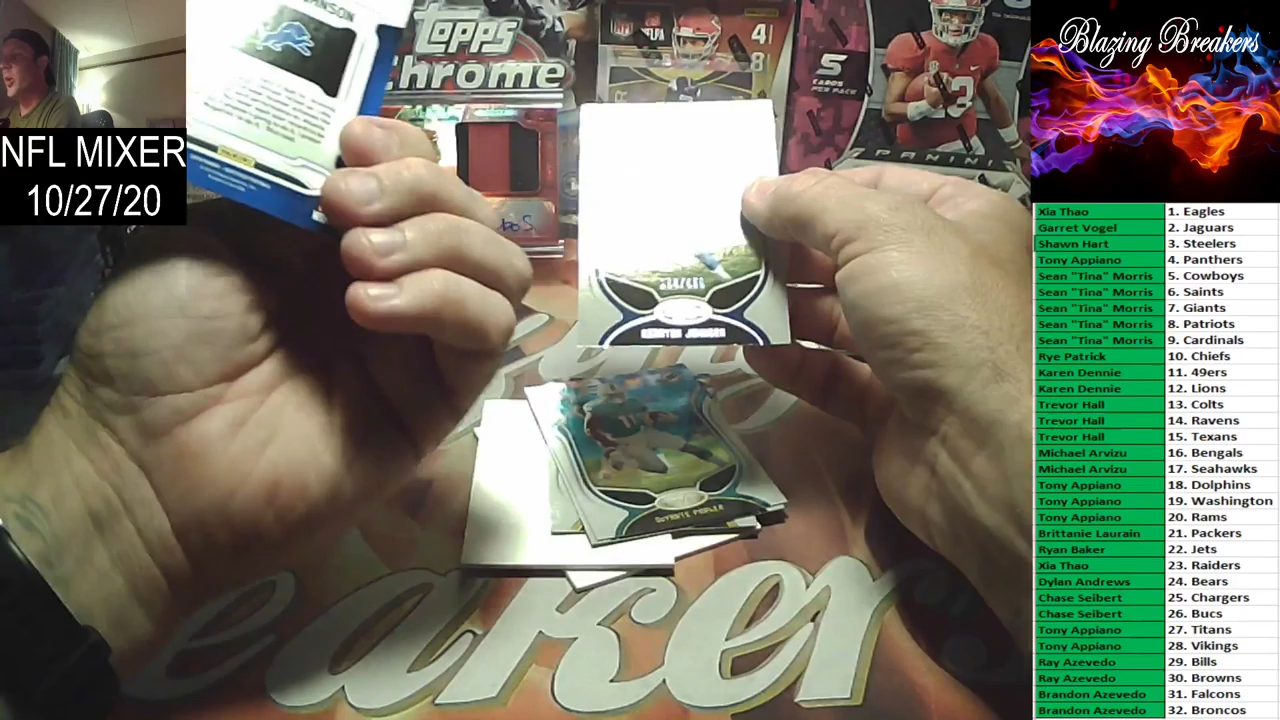 NFL MIXER
10/27/20
Topps
Chrome
5
CARDS
PER PACK
PANINI
NFL
DEVANTE PARKER
Blazing Breakers
Xia Thao 1. Eagles
Garret Vogel 2. Jaguars
Shawn Hart 3. Steelers
Tony Appiano 4. Panthers
Sean "Tina" Morris 5. Cowboys
Sean "Tina" Morris 6. Saints
Sean "Tina" Morris 7. Giants
Sean "Tina" Morris 8. Patriots
Sean "Tina" Morris 9. Cardinals
Rye Patrick 10. Chiefs
Karen Dennie 11. 49ers
Karen Dennie 12. Lions
Trevor Hall 13. Colts
Trevor Hall 14. Ravens
Trevor Hall 15. Texans
Michael Arvizu 16. Bengals
Michael Arvizu 17. Seahawks
Tony Appiano 18. Dolphins
Tony Appiano 19. Washington
Tony Appiano 20. Rams
Brittanie Laurain 21. Packers
Ryan Baker 22. Jets
Xia Thao 23. Raiders
Dylan Andrews 24. Bears
Chase Seibert 25. Chargers
Chase Seibert 26. Bucs
Tony Appiano 27. Titans
Tony Appiano 28. Vikings
Ray Azevedo 29. Bills
Ray Azevedo 30. Browns
Brandon Azevedo 31. Falcons
Brandon Azevedo 32. Broncos